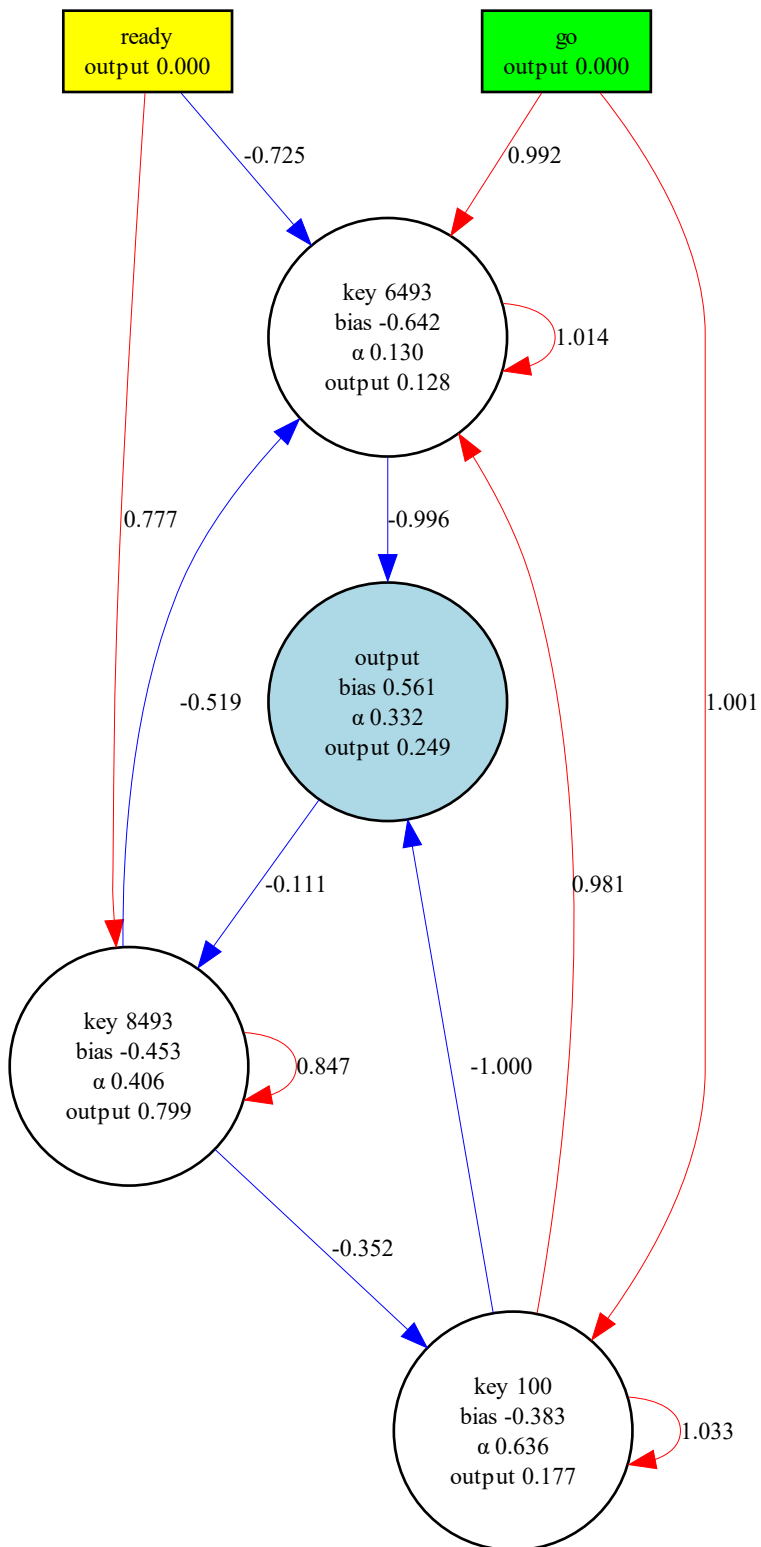 ready
output 0.000
go
output 0.000
-0.725
0.992
key 6493
bias -0.642
α 0.130
output 0.128
1.014
0.777
-0.996
-0.519
output
bias 0.561
α 0.332
output 0.249
1.001
-0.111
0.981
key 8493
bias -0.453
α 0.406
output 0.799
0.847
-1.000
-0.352
key 100
bias -0.383
α 0.636
output 0.177
1.033